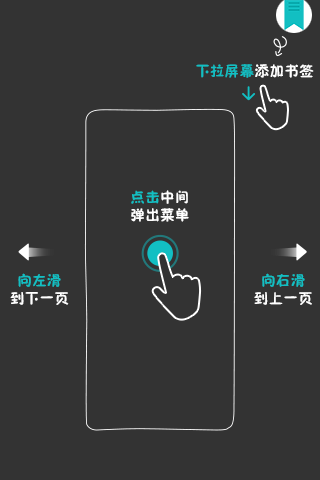 下拉屏幕添加书签
点击中间
弹出菜单
向左滑
到下一页
向右滑
到上一页